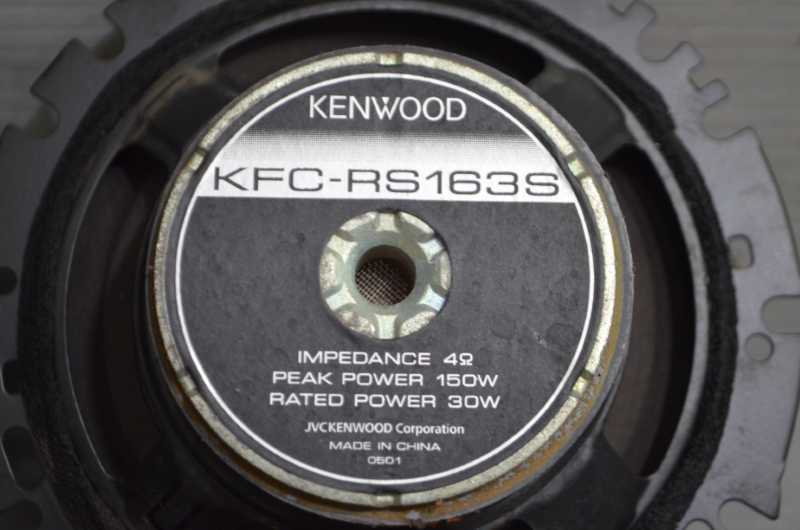 KENWOOD
KFC-RS163S
IMPEDANCE 4Ω
PEAK POWER 150W
RATED POWER 30W
JVCKENWOOD Corporation
MADE IN CHINA
0501